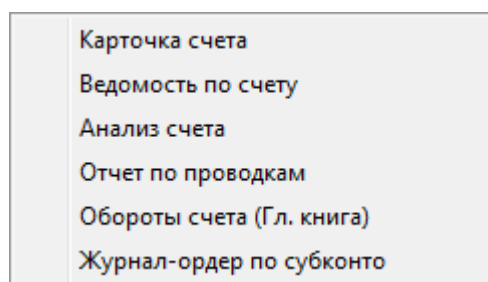 Карточка счета
Ведомость по счету
Анализ счета
Отчет по проводкам
Обороты счета (Гл. книга)
Журнал-ордер по субконто